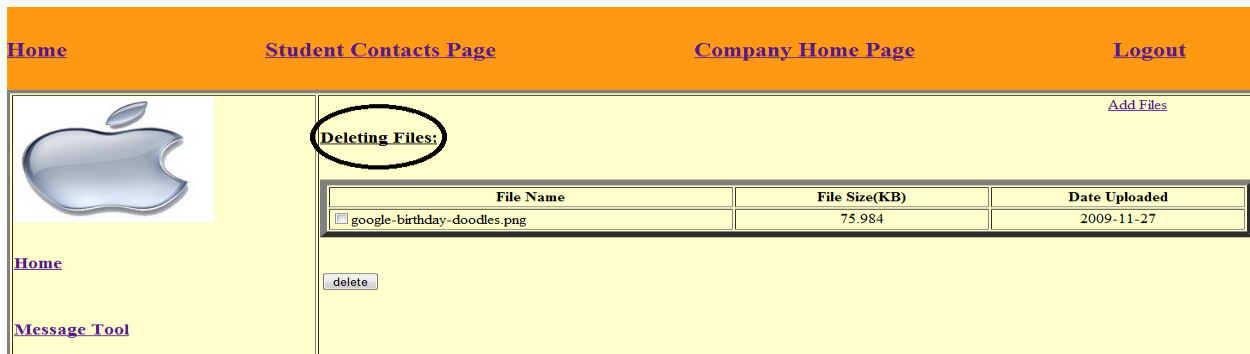 Home Student Contacts Page Company Home Page Logout
Add Files
Deleting Files:
File Name File Size(KB) Date Uploaded
google-birthday-doodles.png 75.984 2009-11-27
Home
delete
Message Tool